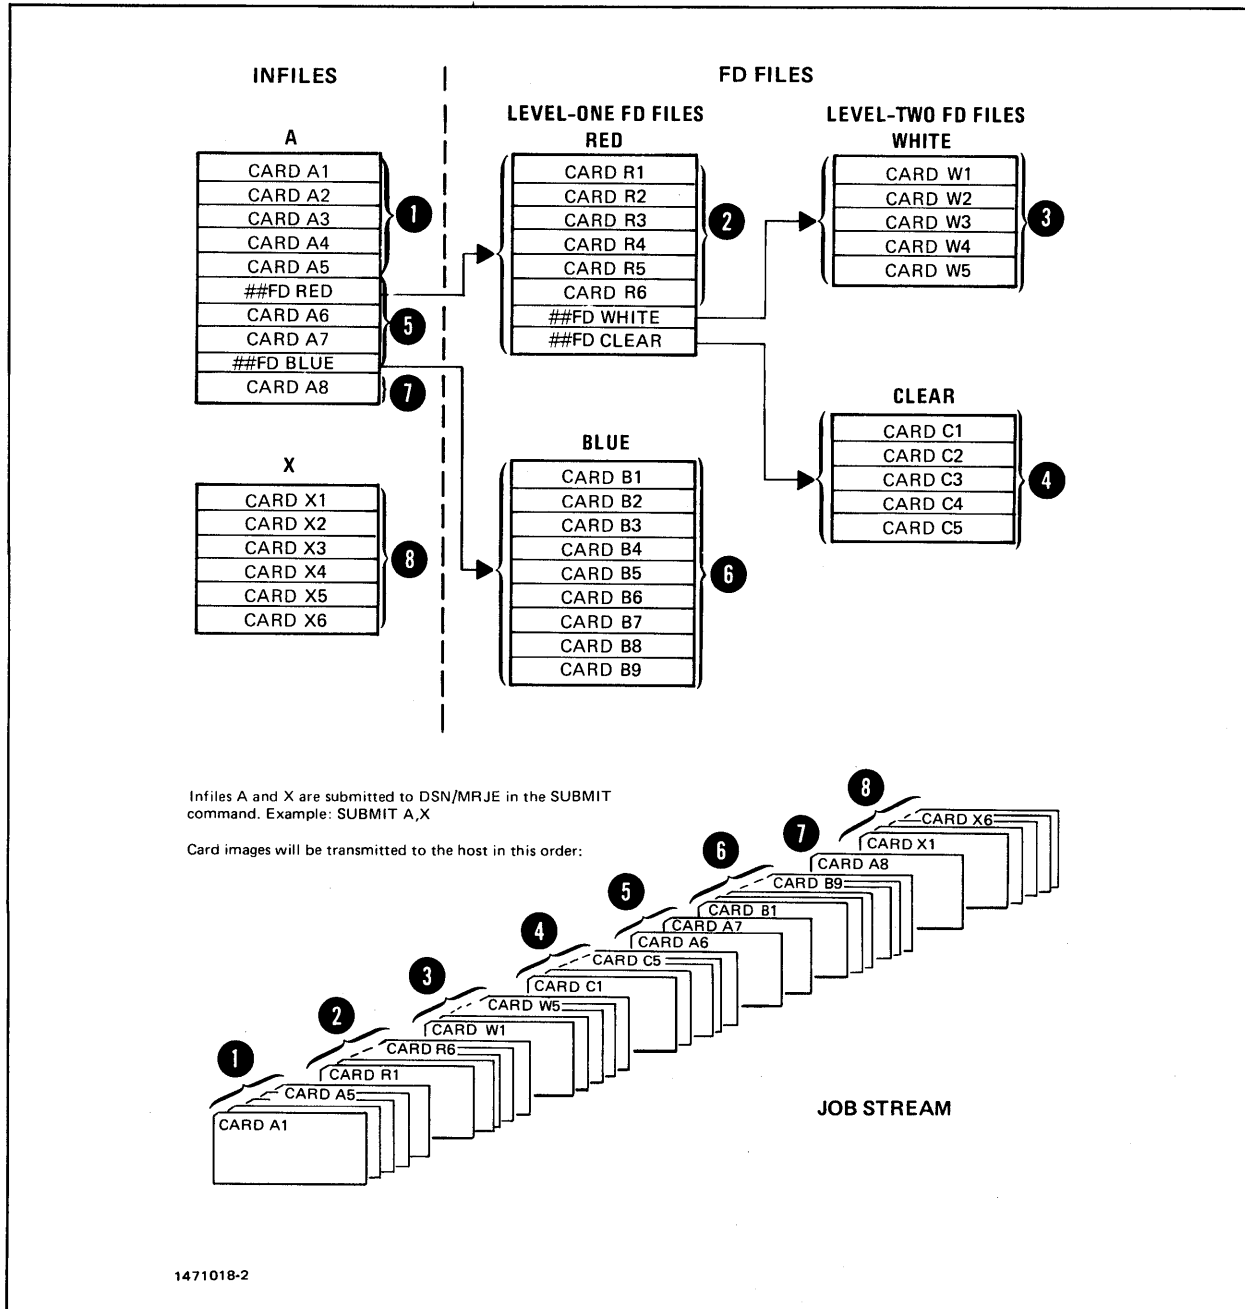 INFILES
FD FILES
LEVEL-ONE FD FILES
LEVEL-TWO FD FILES
A
RED
WHITE
CARD A1
CARD A2
CARD A3
CARD A4
CARD A5
##FD RED
CARD A6
CARD A7
##FD BLUE
CARD A8
1
5
7
CARD R1
CARD R2
CARD R3
CARD R4
CARD R5
CARD R6
##FD WHITE
##FD CLEAR
2
CARD W1
CARD W2
CARD W3
CARD W4
CARD W5
3
X
CARD X1
CARD X2
CARD X3
CARD X4
CARD X5
CARD X6
8
BLUE
CARD B1
CARD B2
CARD B3
CARD B4
CARD B5
CARD B6
CARD B7
CARD B8
CARD B9
6
CLEAR
CARD C1
CARD C2
CARD C3
CARD C4
CARD C5
4
Infiles A and X are submitted to DSN/MRJE in the SUBMIT
command. Example: SUBMIT A,X
Card images will be transmitted to the host in this order:
8
CARD X6
CARD X1
7
CARD A8
6
CARD B9
CARD B1
5
CARD A7
CARD A6
4
CARD C5
CARD C1
3
CARD W5
CARD W1
2
CARD R6
CARD R1
1
CARD A5
CARD A1
JOB STREAM
1471018-2